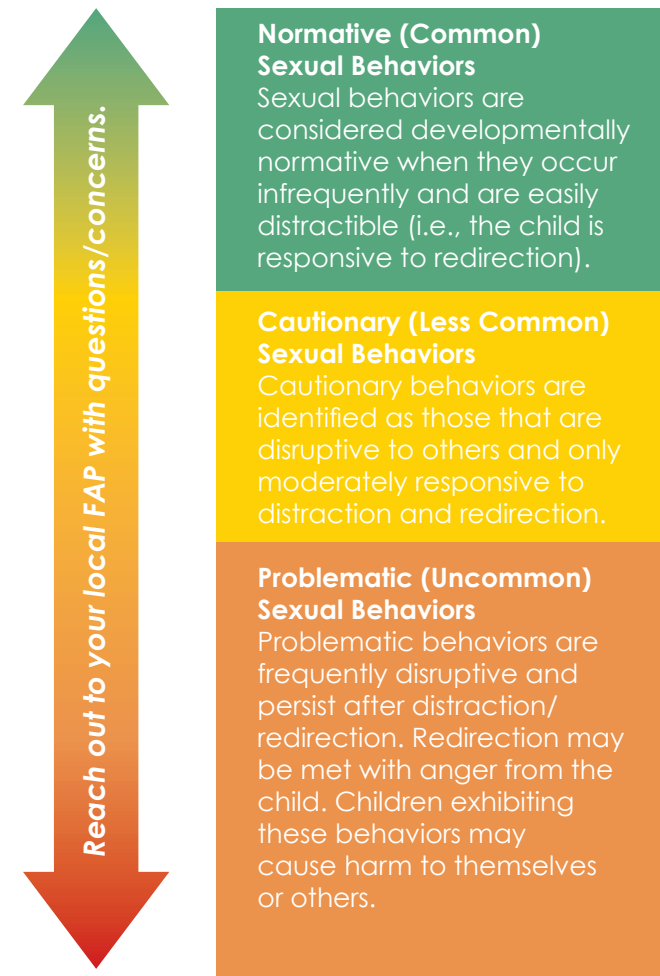 Reach out to your local FAP with questions/concerns.
Normative (Common)
Sexual Behaviors
Sexual behaviors are
considered developmentally
normative when they occur
infrequently and are easily
distractible (i.e., the child is
responsive to redirection).
Cautionary (Less Common)
Sexual Behaviors
Cautionary behaviors are
identified as those that are
disruptive to others and only
moderately responsive to
distraction and redirection.
Problematic (Uncommon)
Sexual Behaviors
Problematic behaviors are
frequently disruptive and
persist after distraction/
redirection. Redirection may
be met with anger from the
child. Children exhibiting
these behaviors may
cause harm to themselves
or others.